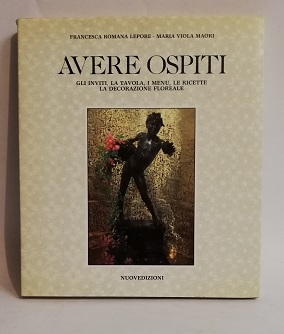 FRANCESCA ROMANA LEPORE - MARIA VIOLA MAORI
AVERE OSPITI
GLI INVITI, LA TAVOLA, I MENU, LE RICETTE
LA DECORAZIONE FLOREALE
NUOVEDIZIONI